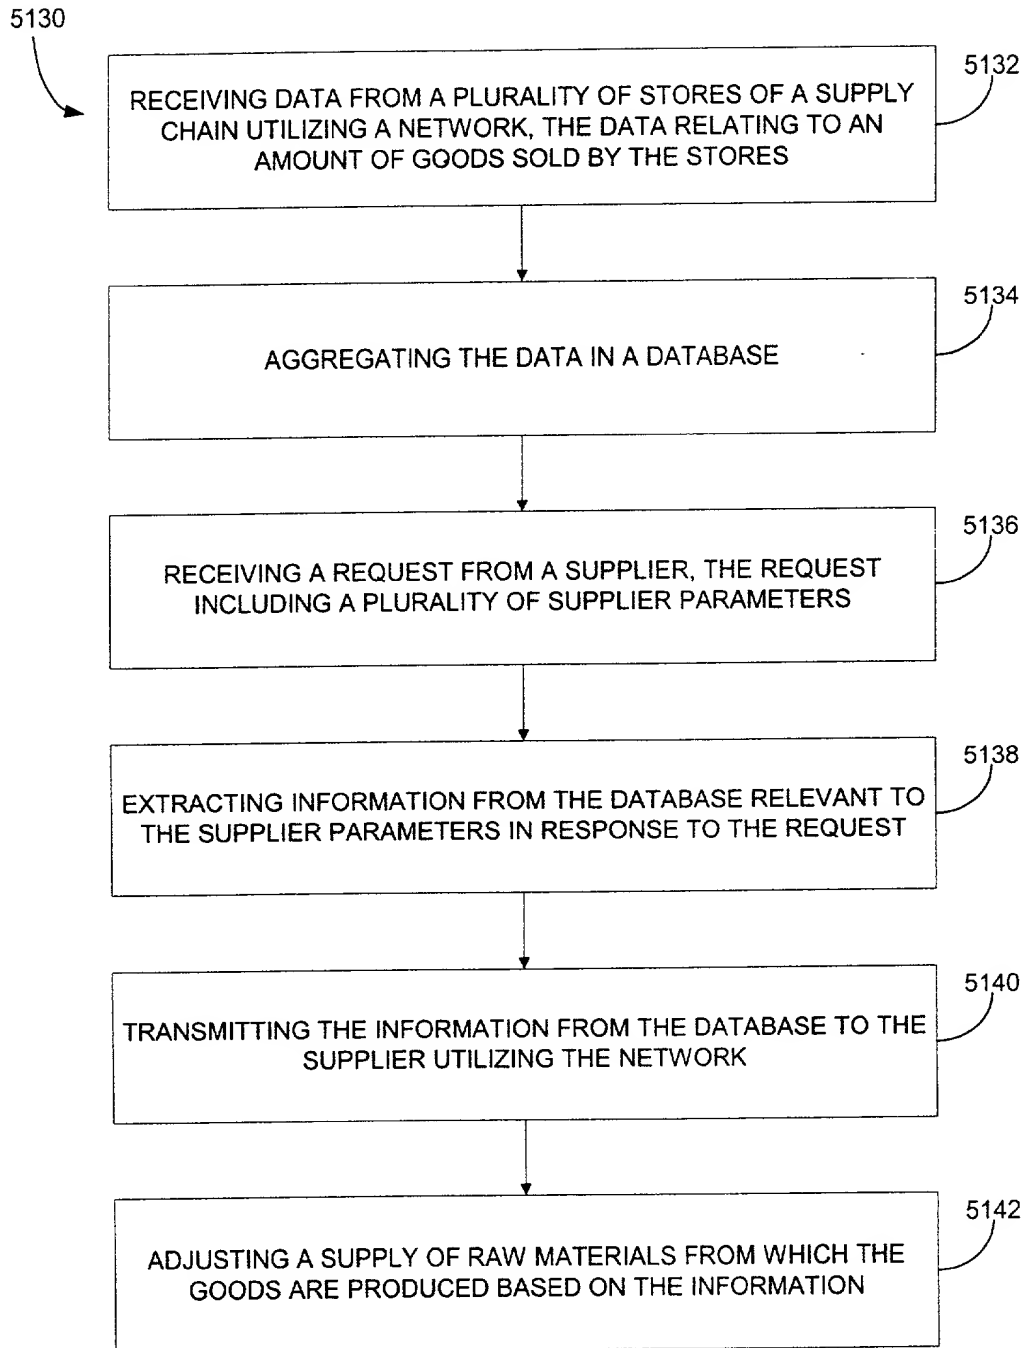 5130
5132
RECEIVING DATA FROM A PLURALITY OF STORES OF A SUPPLY
CHAIN UTILIZING A NETWORK, THE DATA RELATING TO AN
AMOUNT OF GOODS SOLD BY THE STORES
5134
AGGREGATING THE DATA IN A DATABASE
5136
RECEIVING A REQUEST FROM A SUPPLIER, THE REQUEST
INCLUDING A PLURALITY OF SUPPLIER PARAMETERS
5138
EXTRACTING INFORMATION FROM THE DATABASE RELEVANT TO
THE SUPPLIER PARAMETERS IN RESPONSE TO THE REQUEST
5140
TRANSMITTING THE INFORMATION FROM THE DATABASE TO THE
SUPPLIER UTILIZING THE NETWORK
5142
ADJUSTING A SUPPLY OF RAW MATERIALS FROM WHICH THE
GOODS ARE PRODUCED BASED ON THE INFORMATION